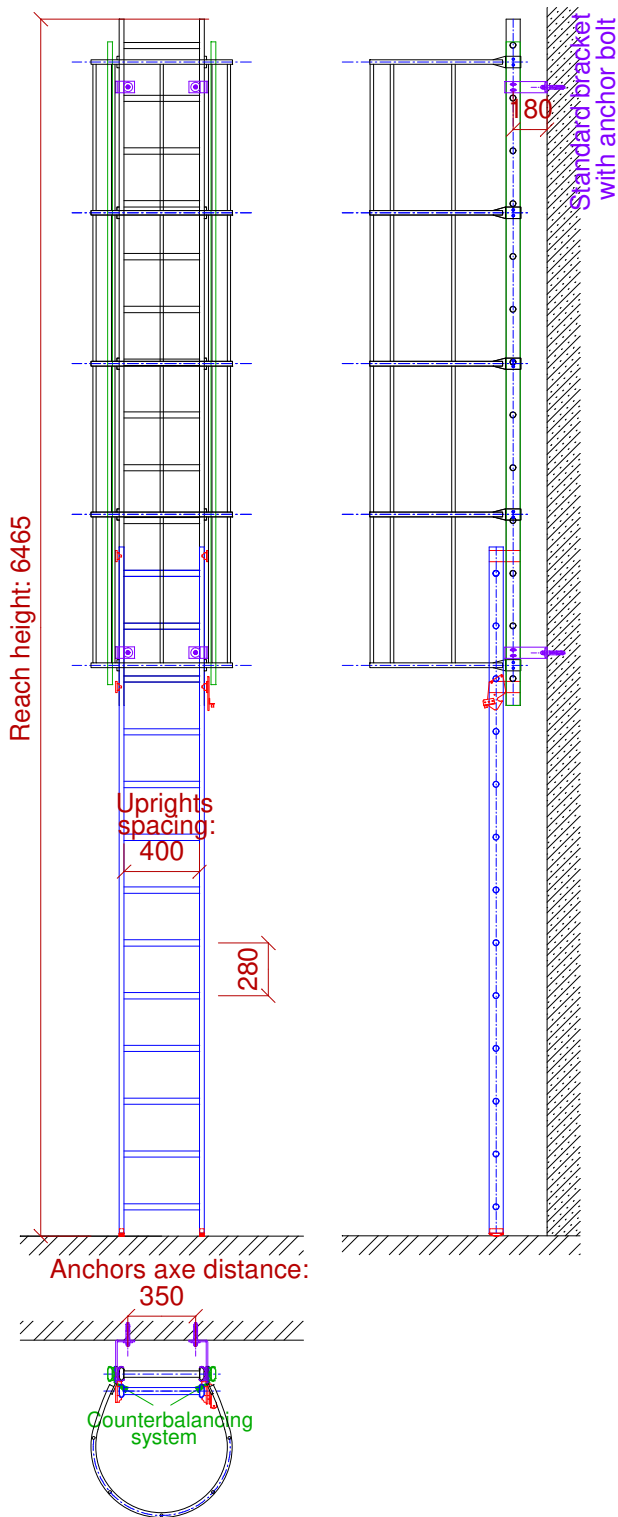 Standard bracket
with anchor bolt
180
Reach height: 6465
Uprights
spacing:
400
280
Anchors axe distance:
350
Counterbalancing
system